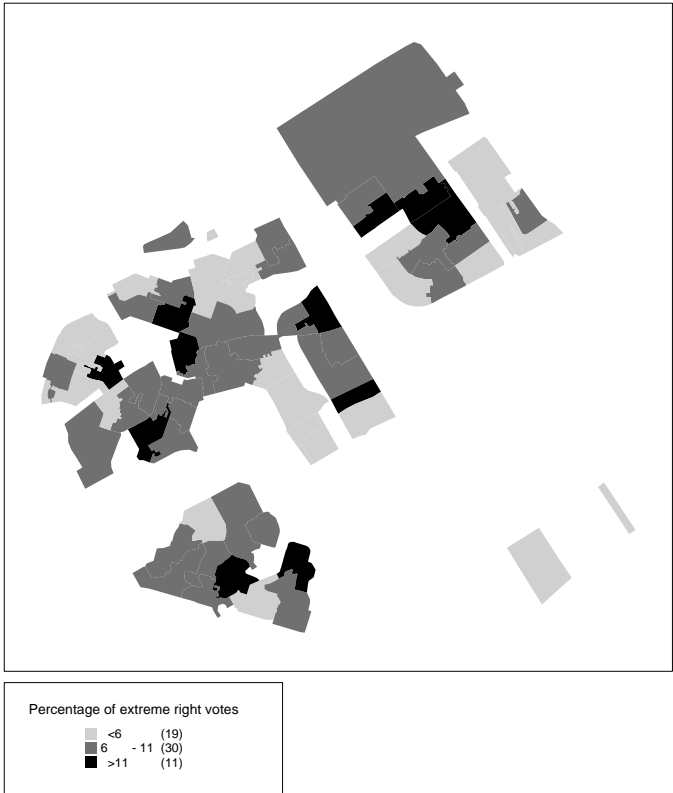 Percentage of extreme right votes
<6 (19)
6 - 11 (30)
>11 (11)